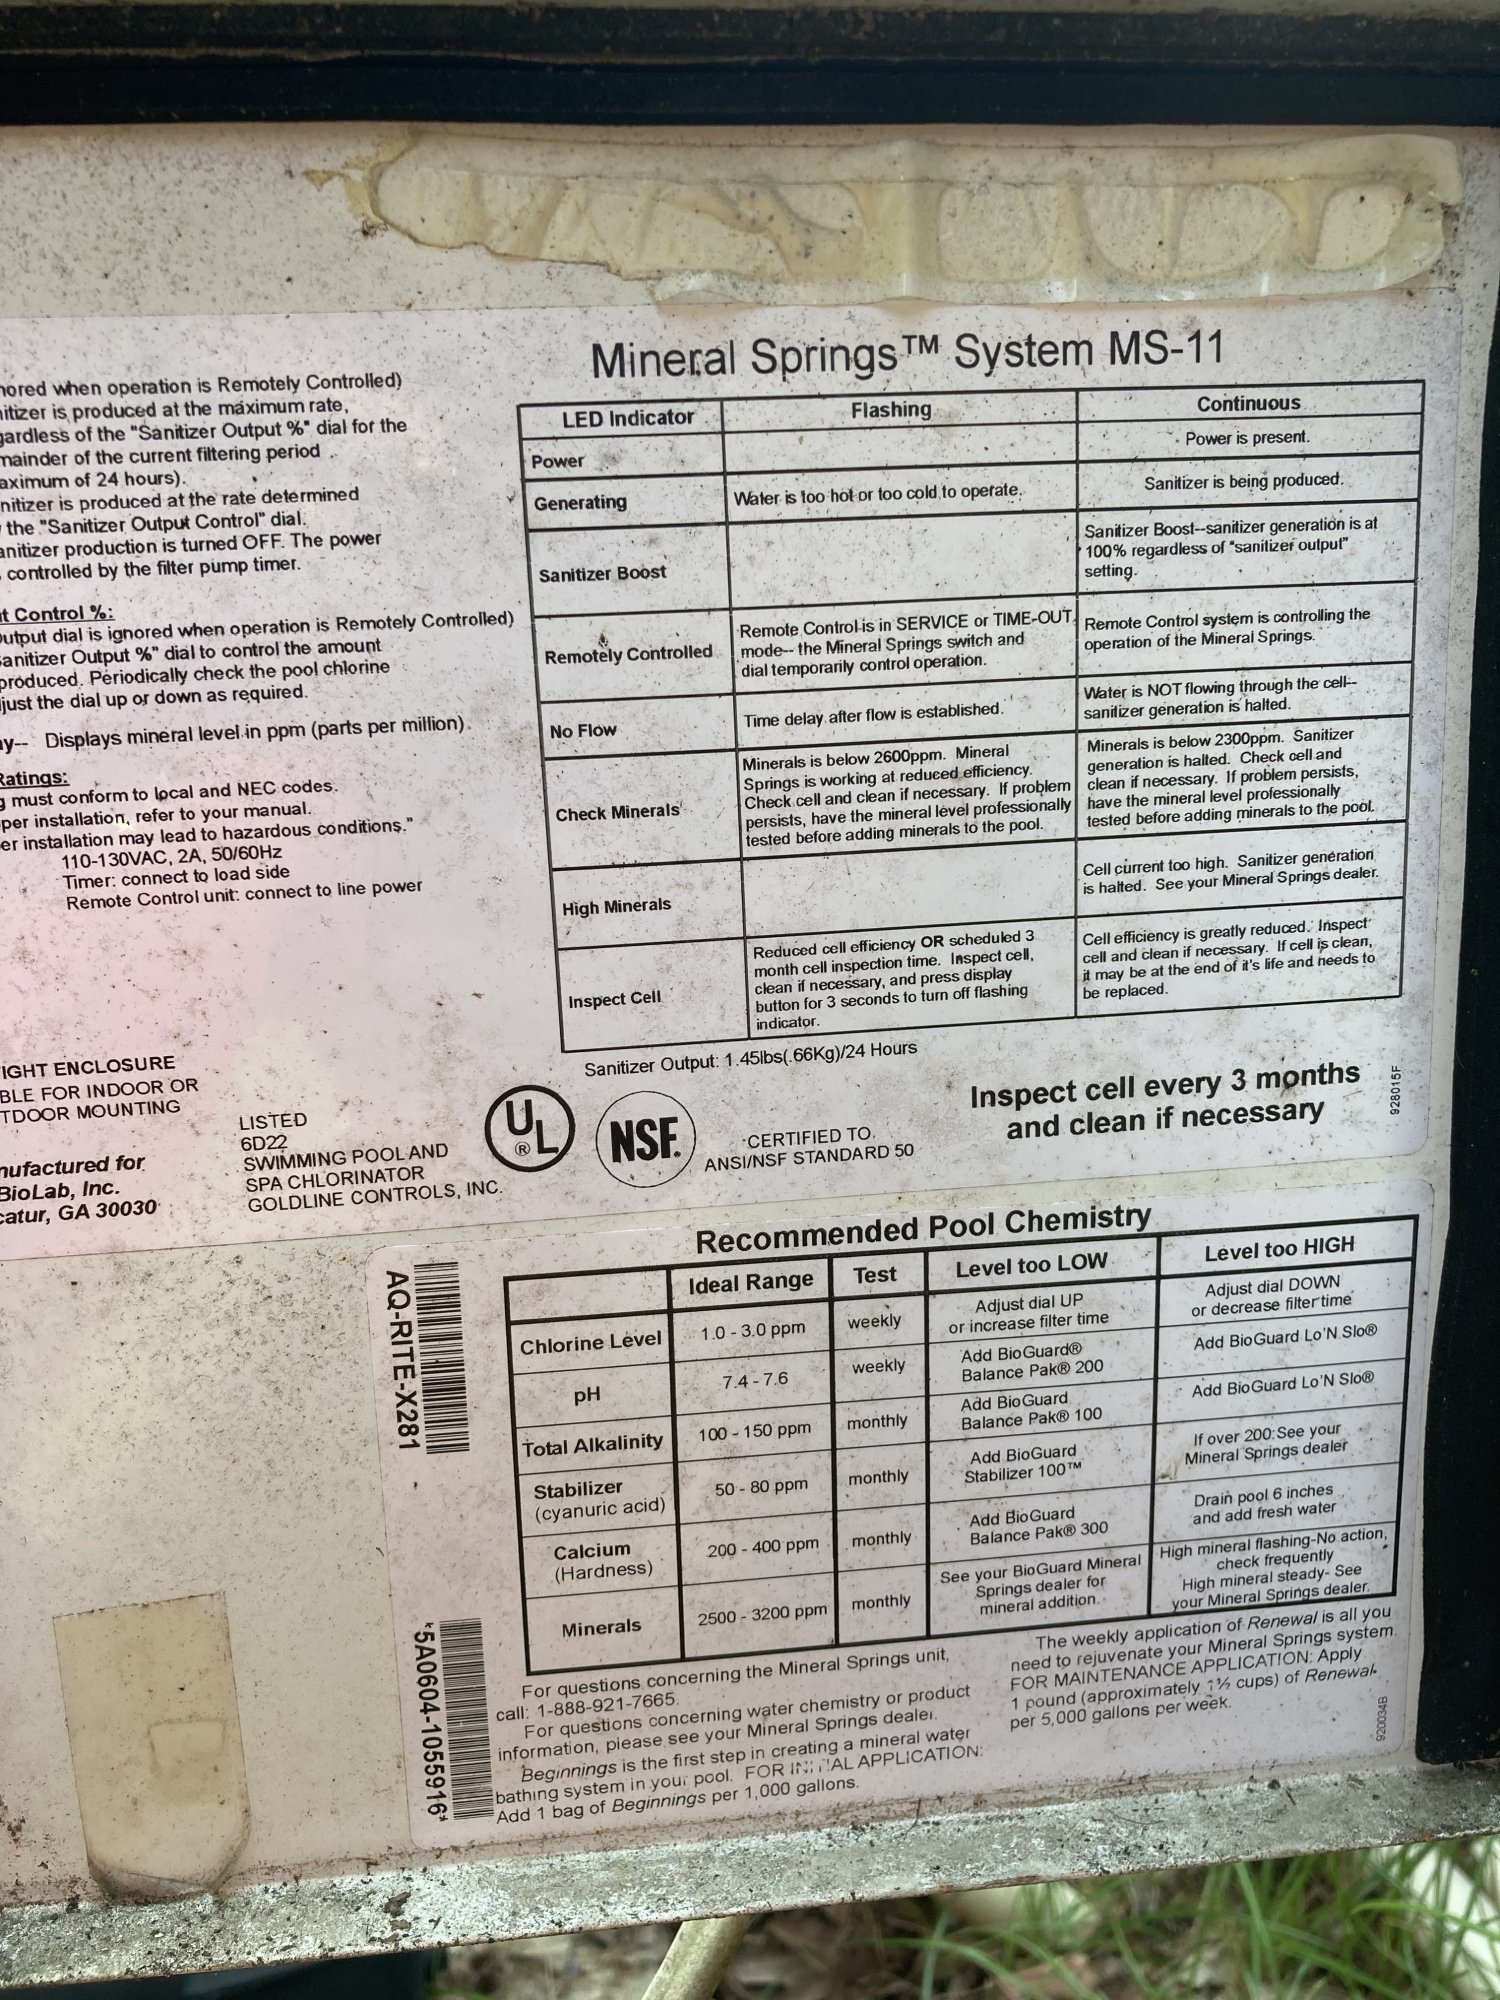 nored when operation is Remotely Controlled)
nitizer is produced at the maximum rate,
gardless of the "Sanitizer Output %" dial for the
mainder of the current filtering period
aximum of 24 hours).
nitizer is produced at the rate determined
the "Sanitizer Output Control" dial.
anitizer production is turned OFF. The power
controlled by the filter pump timer.
t Control %:
utput dial is ignored when operation is Remotely Controlled)
anitizer Output %" dial to control the amount
produced. Periodically check the pool chlorine
just the dial up or down as required.
y-- Displays mineral level in ppm (parts per million).
Ratings:
g must conform to local and NEC codes.
per installation, refer to your manual.
er installation may lead to hazardous conditions."
110-130VAC, 2A, 50/60Hz
Timer: connect to load side
Remote Control unit: connect to line power
IGHT ENCLOSURE
BLE FOR INDOOR OR
TDOOR MOUNTING
nufactured for
BioLab, Inc.
catur, GA 30030
LISTED
6D22
SWIMMING POOL AND
SPA CHLORINATOR
GOLDLINE CONTROLS, INC.
Mineral Springs™ System MS-11
LED Indicator Flashing Continuous
Power Power is present.
Generating Water is too hot or too cold to operate. Sanitizer is being produced.
Sanitizer Boost
Sanitizer Boost--sanitizer generation is at
100% regardless of "sanitizer output"
setting.
Remotely Controlled
Remote Control is in SERVICE or TIME-OUT
mode-- the Mineral Springs switch and
dial temporarily control operation.
Remote Control system is controlling the
operation of the Mineral Springs.
No Flow
Time delay after flow is established.
Water is NOT flowing through the cell--
sanitizer generation is halted.
Check Minerals
Minerals is below 2600ppm. Mineral
Springs is working at reduced efficiency.
Check cell and clean if necessary. If problem
persists, have the mineral level professionally
tested before adding minerals to the pool.
Minerals is below 2300ppm. Sanitizer
generation is halted. Check cell and
clean if necessary. If problem persists,
have the mineral level professionally
tested before adding minerals to the pool.
High Minerals
Cell current too high. Sanitizer generation
is halted. See your Mineral Springs dealer.
Inspect Cell
Reduced cell efficiency OR scheduled 3
month cell inspection time. Inspect cell,
clean if necessary, and press display
button for 3 seconds to turn off flashing
indicator.
Cell efficiency is greatly reduced. Inspect
cell and clean if necessary. If cell is clean,
it may be at the end of it's life and needs to
be replaced.
Sanitizer Output: 1.45lbs(.66Kg)/24 Hours
UL®
NSF.
CERTIFIED TO
ANSI/NSF STANDARD 50
Inspect cell every 3 months
and clean if necessary
928015F
AQ-RITE-X281
*5A0604-1055916*
Recommended Pool Chemistry
Ideal Range Test Level too LOW Level too HIGH
Chlorine Level 1.0 - 3.0 ppm weekly
Adjust dial UP
or increase filter time
Adjust dial DOWN
or decrease filter time
pH 7.4 - 7.6 weekly
Add BioGuard®
Balance Pak® 200
Add BioGuard Lo'N Slo®
Total Alkalinity 100 - 150 ppm monthly
Add BioGuard
Balance Pak® 100
Add BioGuard Lo'N Slo®
Stabilizer
(cyanuric acid)
50 - 80 ppm monthly
Add BioGuard
Stabilizer 100™
If over 200: See your
Mineral Springs dealer
Calcium
(Hardness)
200 - 400 ppm monthly
Add BioGuard
Balance Pak® 300
Drain pool 6 inches
and add fresh water
Minerals 2500 - 3200 ppm monthly
See your BioGuard Mineral
Springs dealer for
mineral addition.
High mineral flashing-No action,
check frequently
High mineral steady- See
your Mineral Springs dealer.
For questions concerning the Mineral Springs unit,
call: 1-888-921-7665.
For questions concerning water chemistry or product
information, please see your Mineral Springs dealer.
Beginnings is the first step in creating a mineral water
bathing system in your pool. FOR INITIAL APPLICATION:
Add 1 bag of Beginnings per 1,000 gallons.
The weekly application of Renewal is all you
need to rejuvenate your Mineral Springs system.
FOR MAINTENANCE APPLICATION: Apply
1 pound (approximately 1½ cups) of Renewal
per 5,000 gallons per week.
920034B